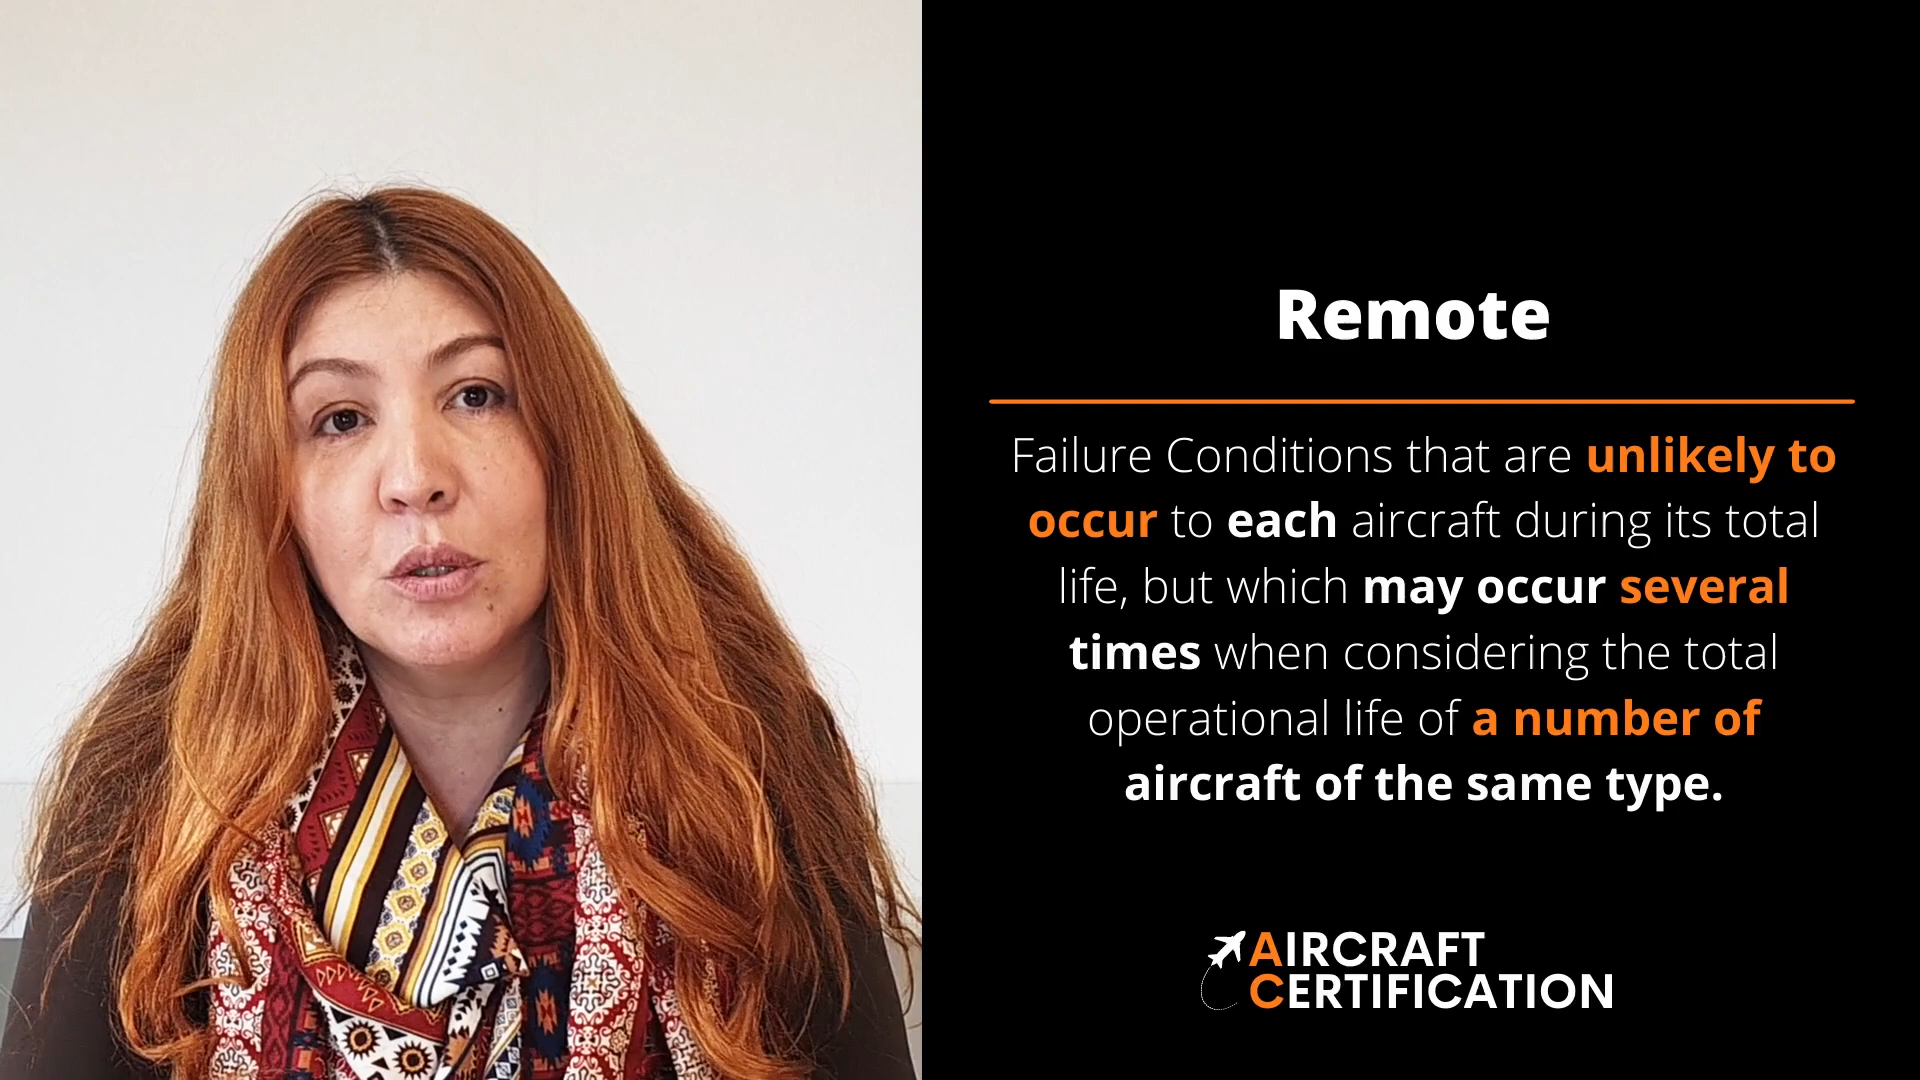 Remote
Failure Conditions that are unlikely to
occur to each aircraft during its total
life, but which may occur several
times when considering the total
operational life of a number of
aircraft of the same type.
AIRCRAFT
CERTIFICATION